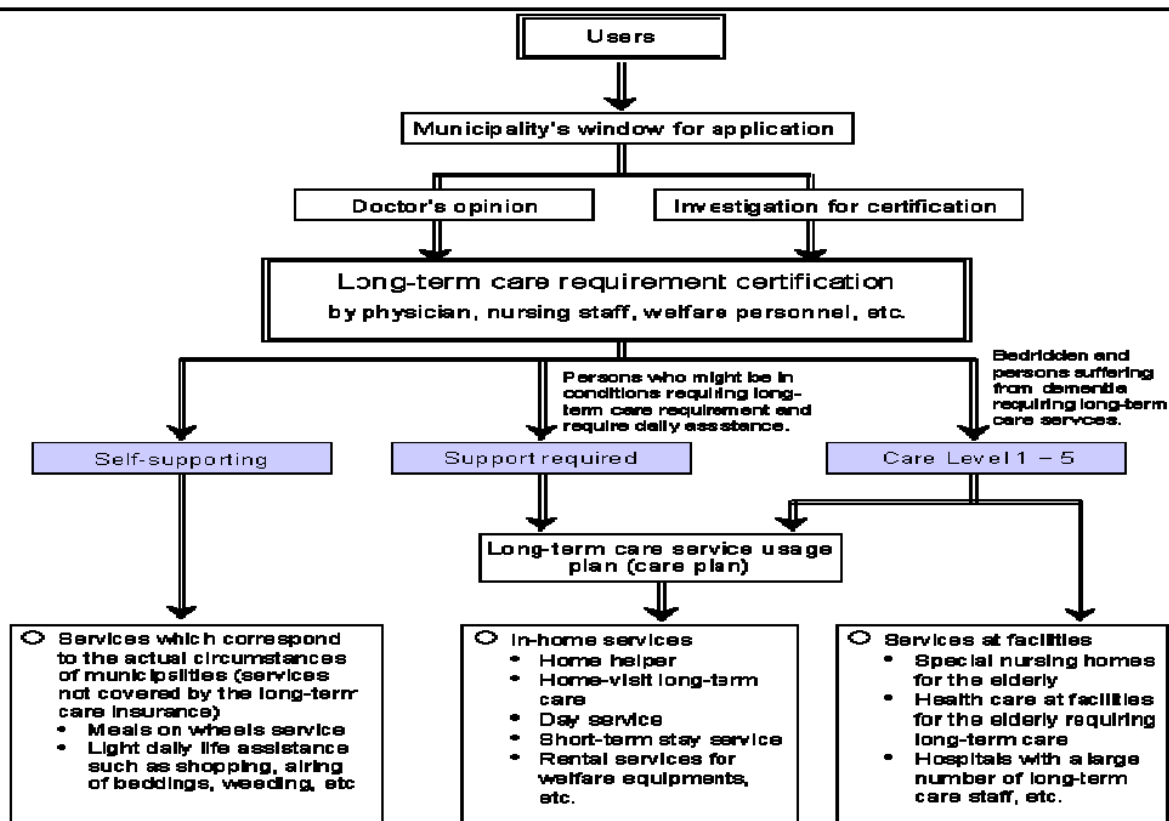 Users
Municipality's window for application
Doctor's opinion
Investigation for certification
Long-term care requirement certification
by physician, nursing staff, welfare personnel, etc.
Persons who might be in
conditions requiring long-
term care requirement and
require daily assstance.
Bedridden and
persons suffering
from dementia
requiring long-term
care servces.
Self-supporting
Support required
Care Level 1 – 5
Long-term care service usage
plan (care plan)
Services which correspond
to the actual circumstances
of municipalities (services
not covered by the long-term
care insurance)
• Meals on wheels service
• Light daily life assistance
such as shopping, airing
of beddings, weeding, etc
In-home services
• Home helper
• Home-visit long-term
care
• Day service
• Short-term stay service
• Rental services for
welfare equipments,
etc.
Services at facilities
• Special nursing homes
for the elderly
• Health care at facilities
for the elderly requiring
long-term care
• Hospitals with a large
number of long-term
care staff, etc.